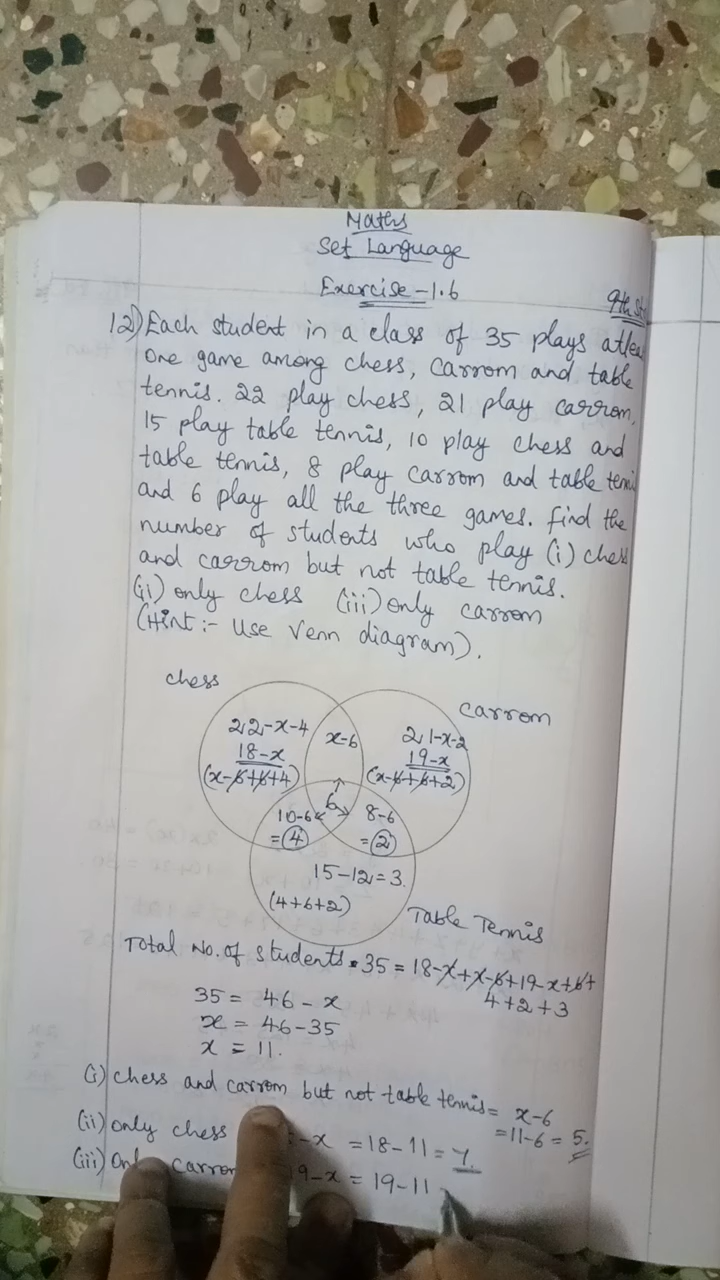 Maths
Set Language
Exercise-1.6
9th st
12) Each student in a class of 35 plays atlea
one game among chess, carrom and table
tennis. 22 play chess, 21 play carrom,
15 play table tennis, 10 play chess and
table tennis, 8 play carrom and table tenni
and 6 play all the three games. Find the
number of students who play (i) chess
and carrom but not table tennis.
(ii) only chess (iii) only carrom
(Hint:- Use Venn diagram).
chess
carrom
22-x-4 x-6 21-x-2
18-x 19-x
(x-6+6+4) (x-6+6+2)
6
10-6 8-6
=4 =2
15-12=3.
(4+6+2)
Table Tennis
Total No. of students = 35 = 18-x+x-6+19-x+6+
4+2+3
35 = 46 - x
x = 46-35
x = 11.
(i) chess and carrom but not table tennis = x-6
=11-6 = 5.
(ii) only chess -x =18-11 = 7.
(iii) Only carrom 19-x = 19-11